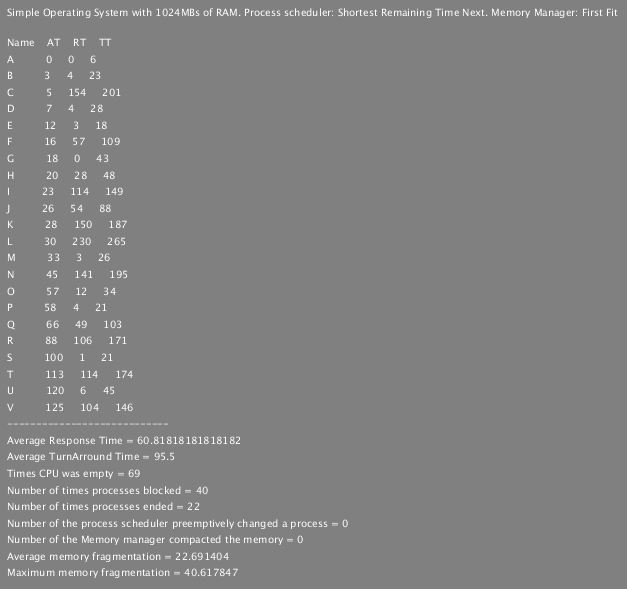 Simple Operating System with 1024MBs of RAM. Process scheduler: Shortest Remaining Time Next. Memory Manager: First Fit
Name AT RT TT
A 0 0 6
B 3 4 23
C 5 154 201
D 7 4 28
E 12 3 18
F 16 57 109
G 18 0 43
H 20 28 48
I 23 114 149
J 26 54 88
K 28 150 187
L 30 230 265
M 33 3 26
N 45 141 195
O 57 12 34
P 58 4 21
Q 66 49 103
R 88 106 171
S 100 1 21
T 113 114 174
U 120 6 45
V 125 104 146
-----------------------------
Average Response Time = 60.81818181818182
Average TurnArround Time = 95.5
Times CPU was empty = 69
Number of times processes blocked = 40
Number of times processes ended = 22
Number of the process scheduler preemptively changed a process = 0
Number of the Memory manager compacted the memory = 0
Average memory fragmentation = 22.691404
Maximum memory fragmentation = 40.617847